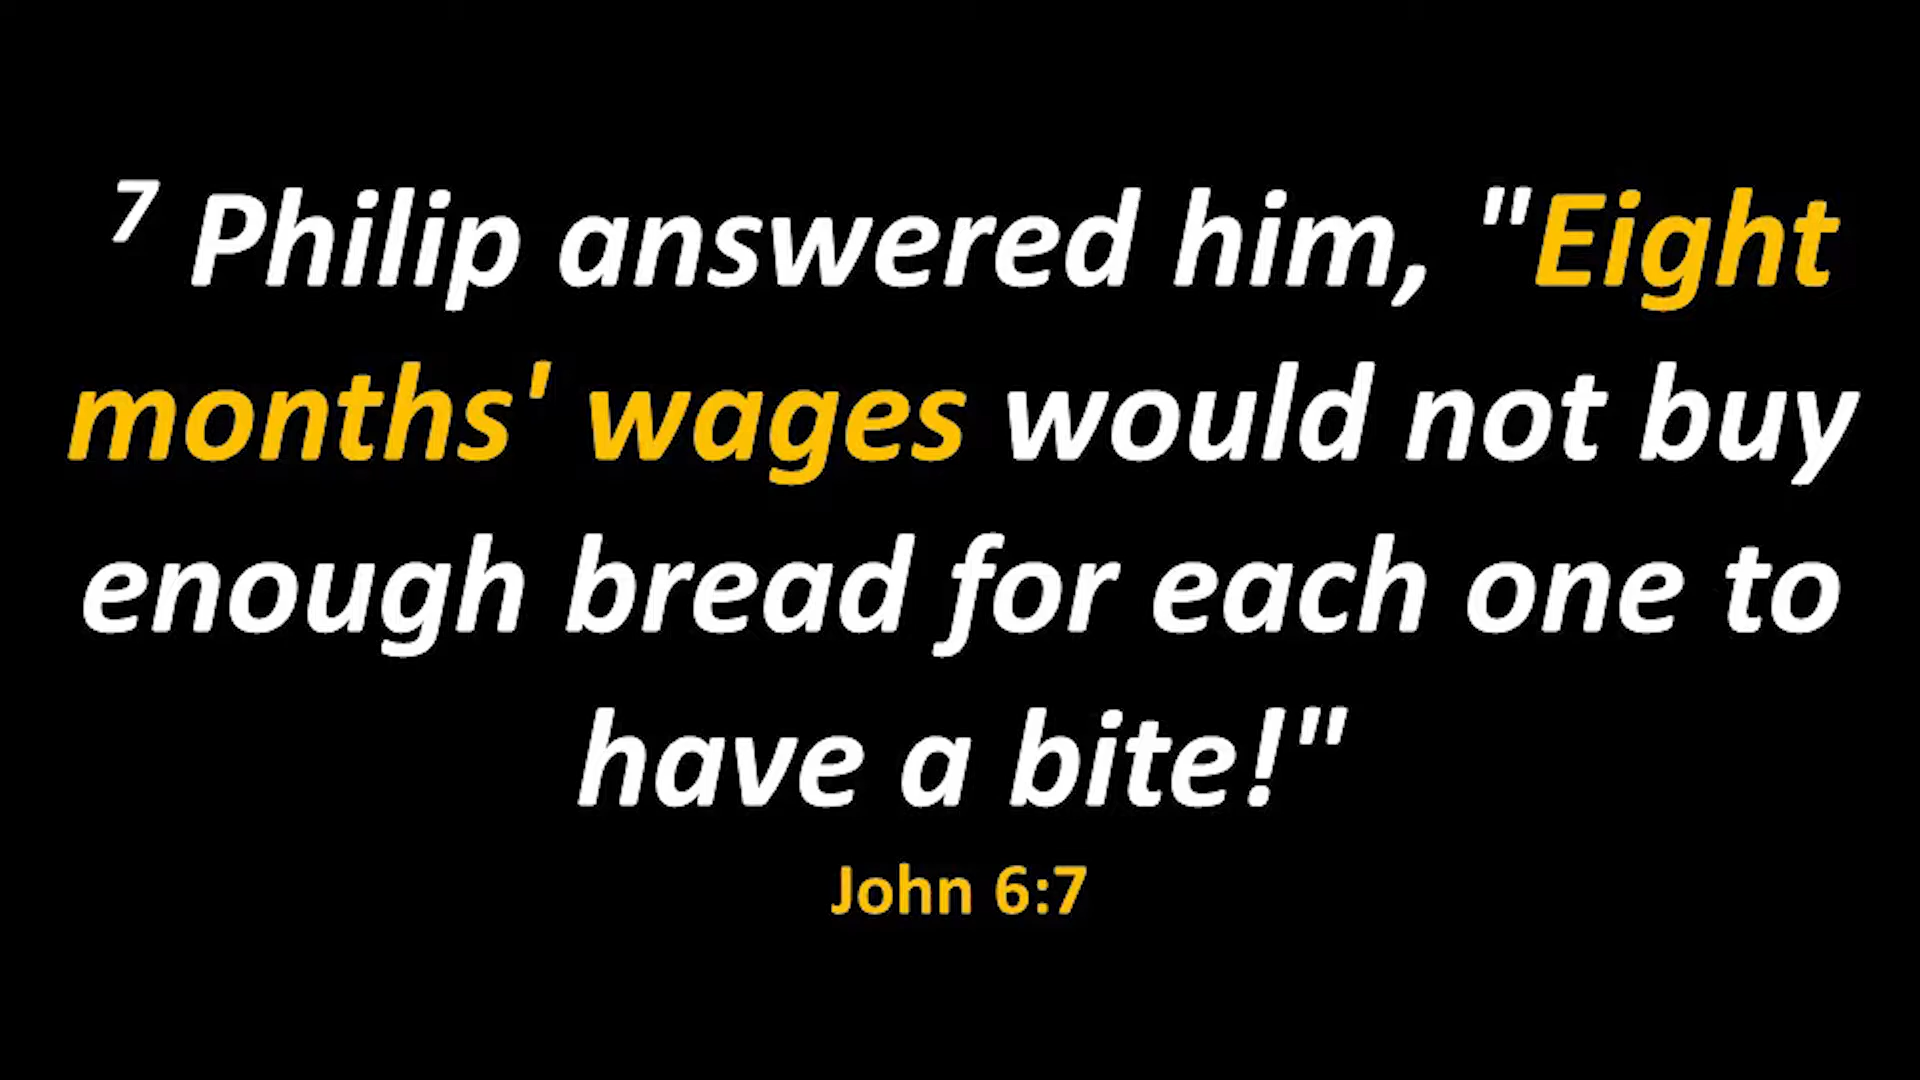 7 Philip answered him, "Eight
months' wages would not buy
enough bread for each one to
have a bite!"
John 6:7